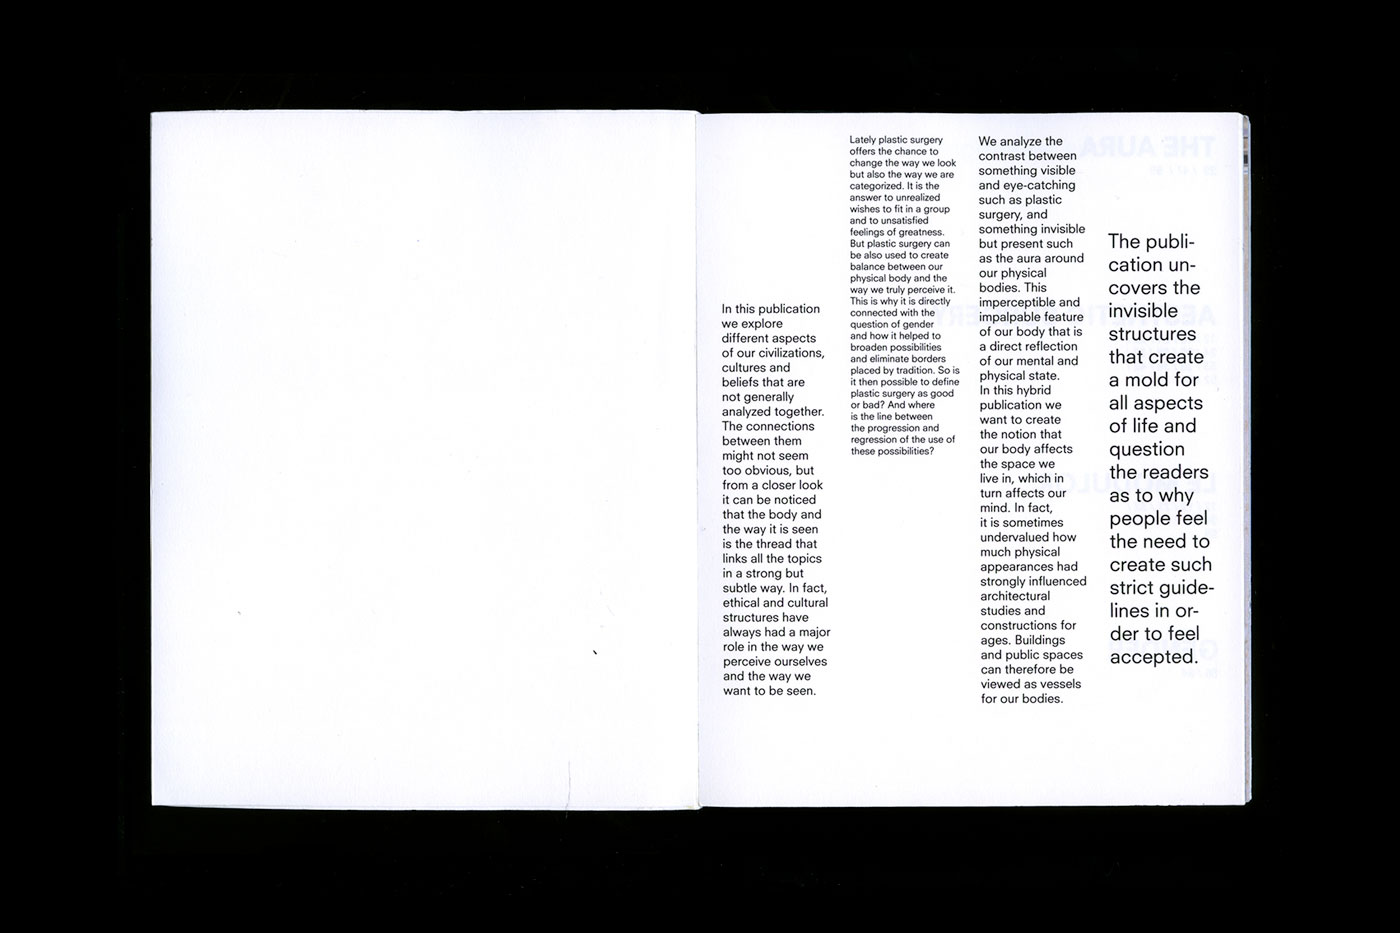 In this publication
we explore
different aspects
of our civilizations,
cultures and
beliefs that are
not generally
analyzed together.
The connections
between them
might not seem
too obvious, but
from a closer look
it can be noticed
that the body and
the way it is seen
is the thread that
links all the topics
in a strong but
subtle way. In fact,
ethical and cultural
structures have
always had a major
role in the way we
perceive ourselves
and the way we
want to be seen.
Lately plastic surgery
offers the chance to
change the way we look
but also the way we are
categorized. It is the
answer to unrealized
wishes to fit in a group
and to unsatisfied
feelings of greatness.
But plastic surgery can
be also used to create
balance between our
physical body and the
way we truly perceive it.
This is why it is directly
connected with the
question of gender
and how it helped to
broaden possibilities
and eliminate borders
placed by tradition. So is
it then possible to define
plastic surgery as good
or bad? And where
is the line between
the progression and
regression of the use of
these possibilities?
We analyze the
contrast between
something visible
and eye-catching
such as plastic
surgery, and
something invisible
but present such
as the aura around
our physical
bodies. This
imperceptible and
impalpable feature
of our body that is
a direct reflection
of our mental and
physical state.
In this hybrid
publication we
want to create
the notion that
our body affects
the space we
live in, which in
turn affects our
mind. In fact,
it is sometimes
undervalued how
much physical
appearances had
strongly influenced
architectural
studies and
constructions for
ages. Buildings
and public spaces
can therefore be
viewed as vessels
for our bodies.
The publi-
cation un-
covers the
invisible
structures
that create
a mold for
all aspects
of life and
question
the readers
as to why
people feel
the need to
create such
strict guide-
lines in or-
der to feel
accepted.
THE AURA